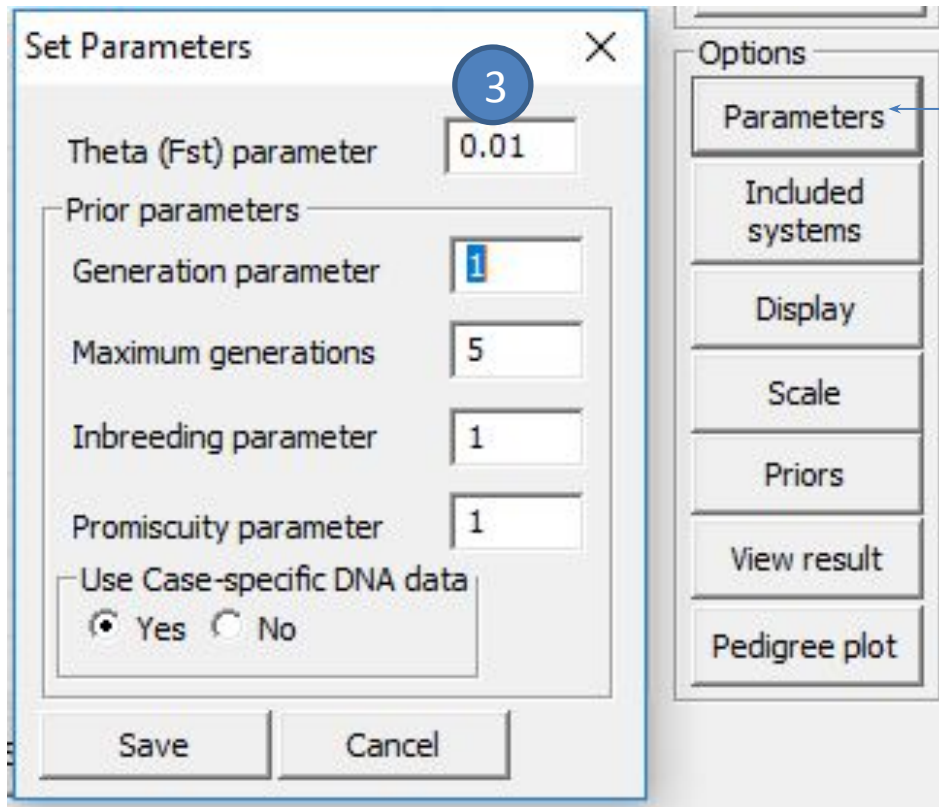 Set Parameters
3
Theta (Fst) parameter 0.01
Prior parameters
Generation parameter 1
Maximum generations 5
Inbreeding parameter 1
Promiscuity parameter 1
Use Case-specific DNA data
Yes No
Save Cancel
Options
Parameters
Included
systems
Display
Scale
Priors
View result
Pedigree plot